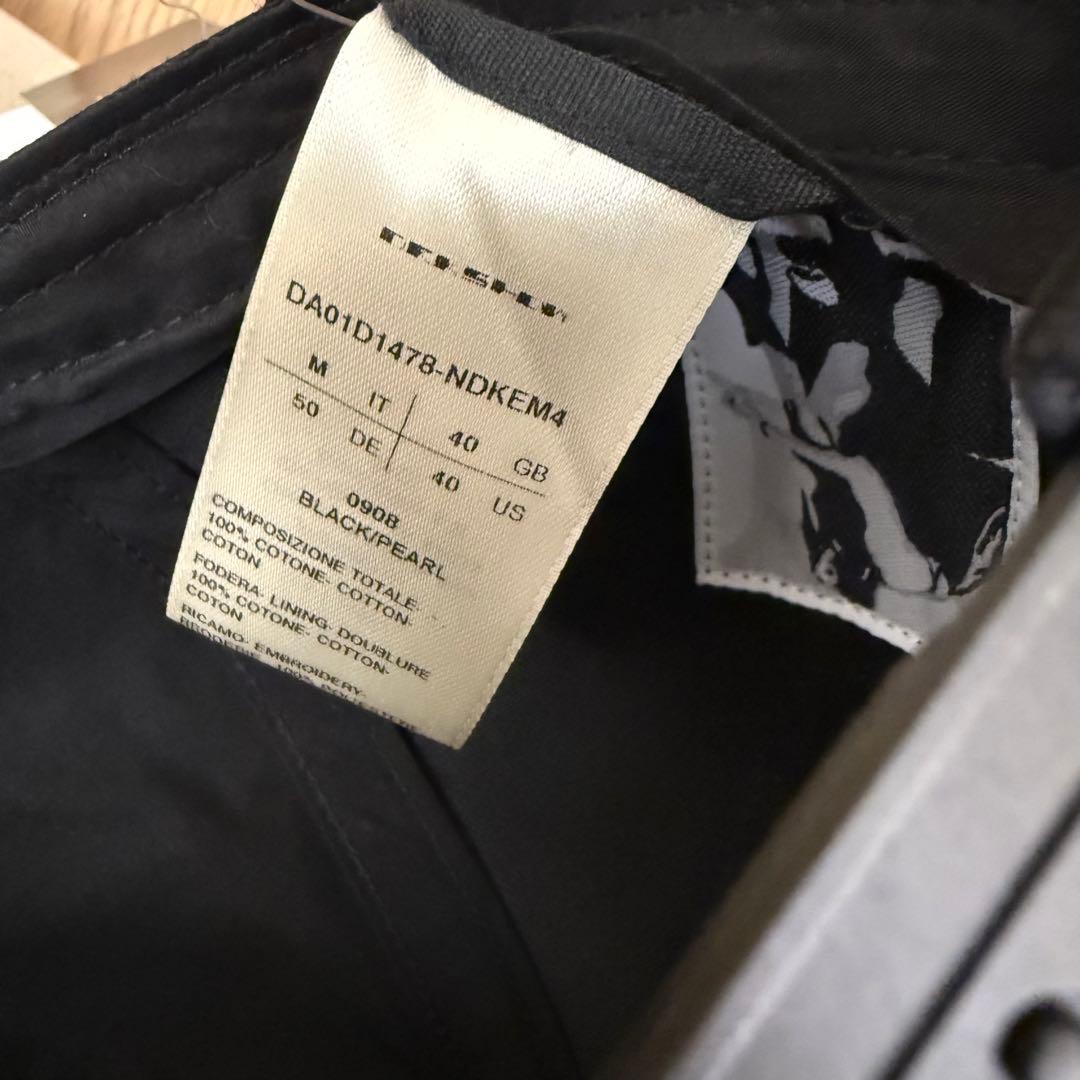 DA01D1478-NDKEM4
M IT 40 GB
50 DE 40 US
0908
BLACK/PEARL
COMPOSIZIONE TOTALE
100% COTONE- COTTON-
COTON
FODERA- LINING- DOUBLURE
100% COTONE- COTTON-
COTON
RICAMO- EMBROIDERY-